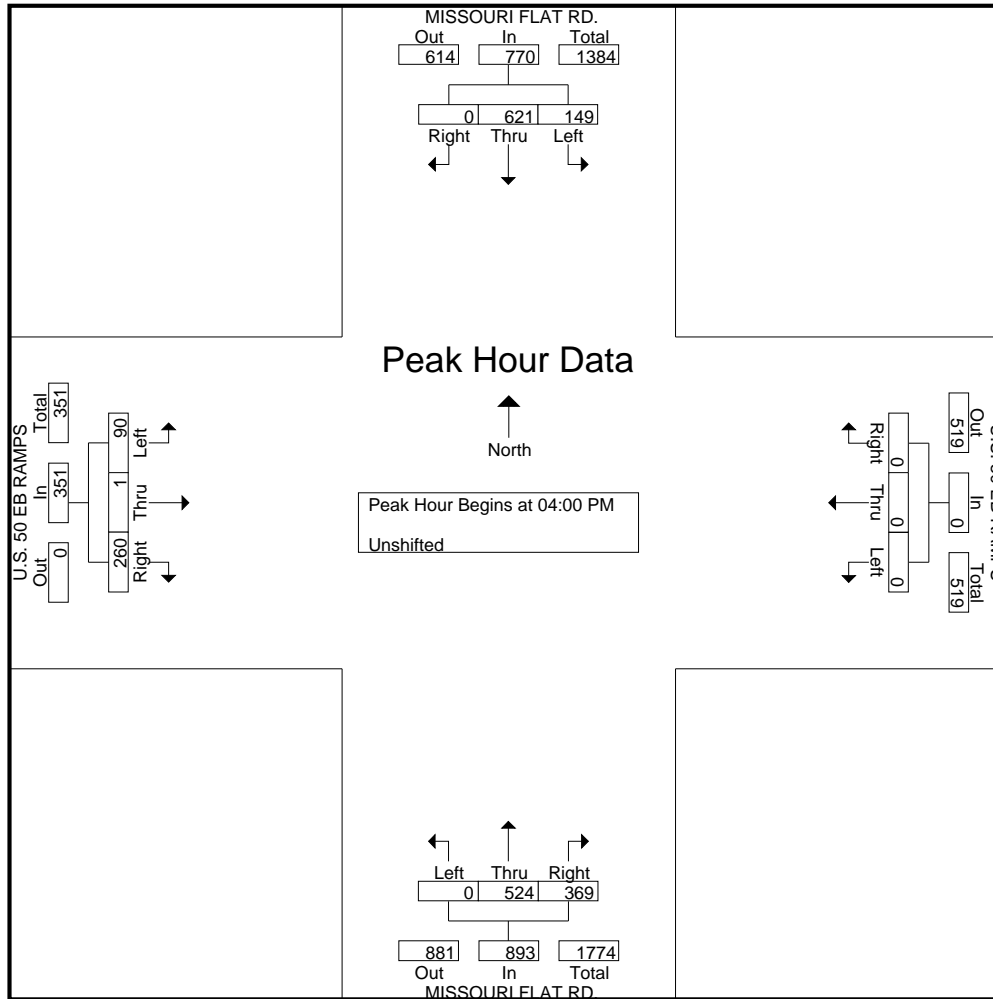 MISSOURI FLAT RD.
Out In Total
614 770 1384
0 621 149
Right Thru Left
Peak Hour Data
North
Peak Hour Begins at 04:00 PM
Unshifted
U.S. 50 EB RAMPS
Out In Total
0 351 351
Right Thru Left
260 1 90
Out In Total
519 0 519
Right Thru Left
0 0 0
Left Thru Right
0 524 369
881 893 1774
Out In Total
MISSOURI FLAT RD.